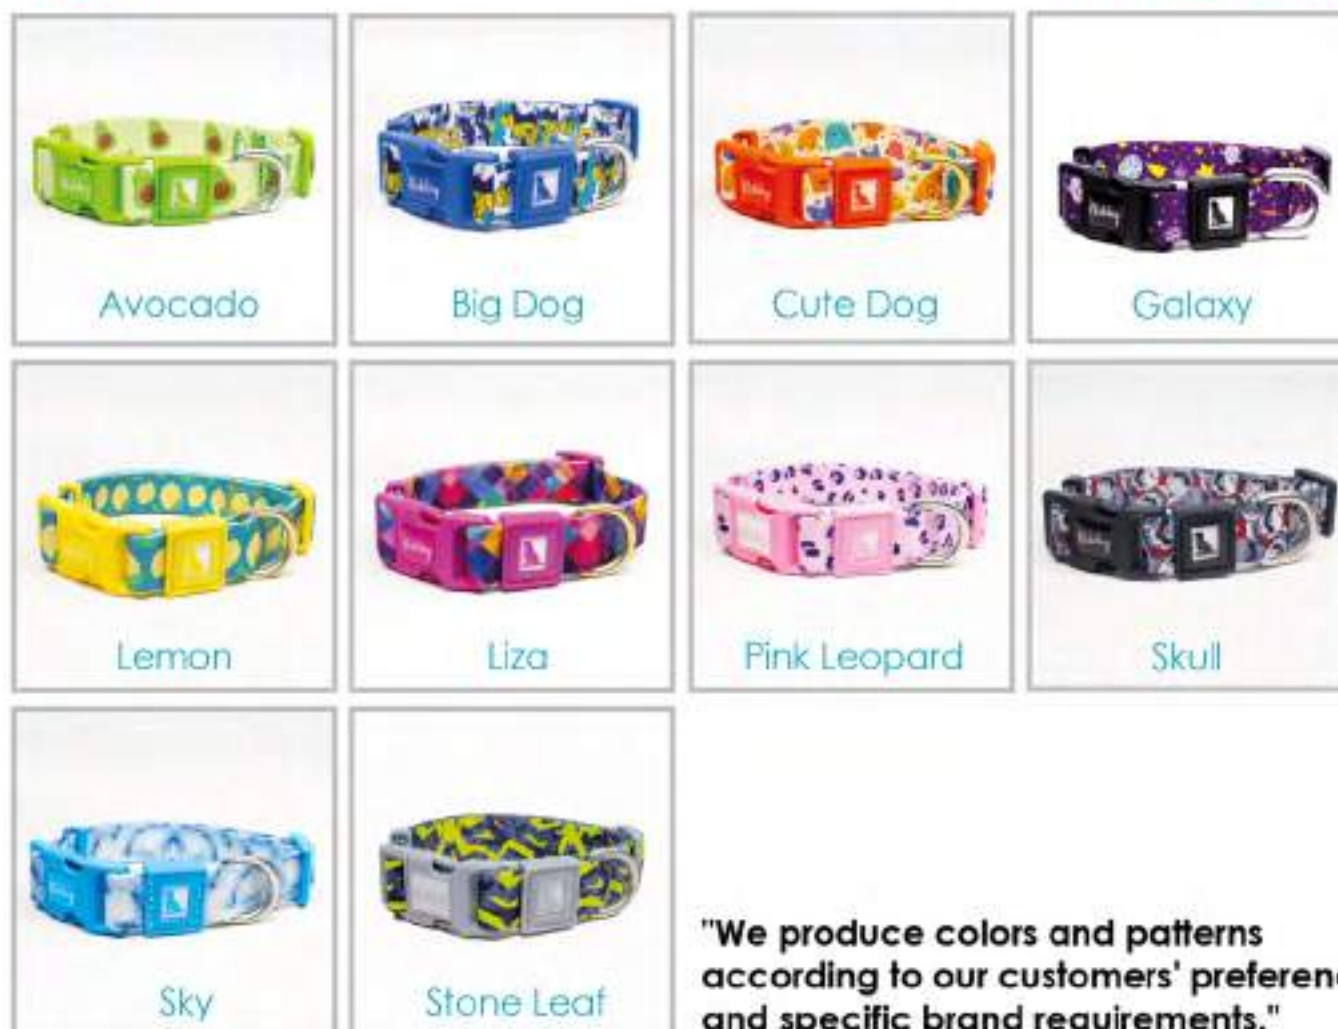 Avocado
Big Dog
Cute Dog
Galaxy
Lemon
Liza
Pink Leopard
Skull
Sky
Stone Leaf
"We produce colors and patterns
according to our customers' preferenc
and specific brand requirements."